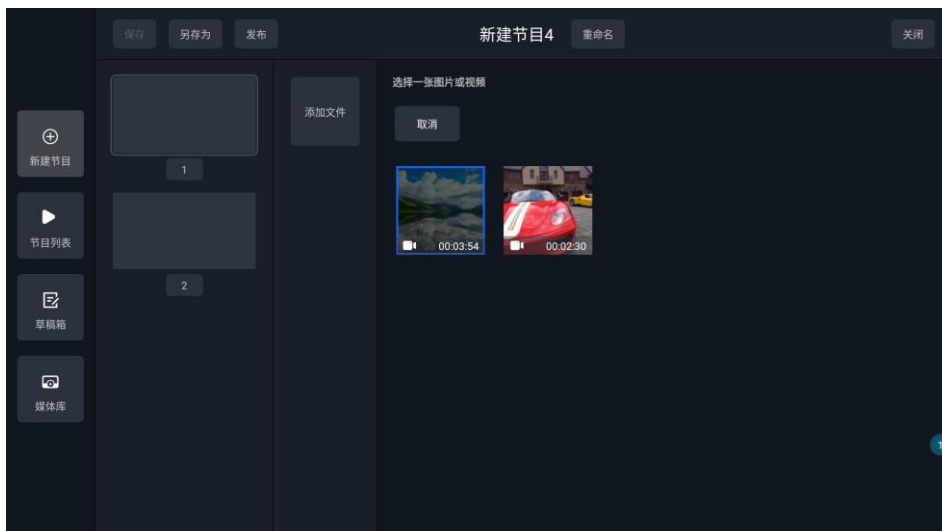 保存
另存为
发布
新建节目4
重命名
关闭
新建节目
节目列表
草稿箱
媒体库
1
2
添加文件
选择一张图片或视频
取消
00:03:54
00:02:30